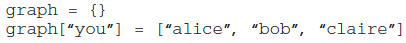 graph = {}
graph[“you”] = [“alice”, “bob”, “claire”]